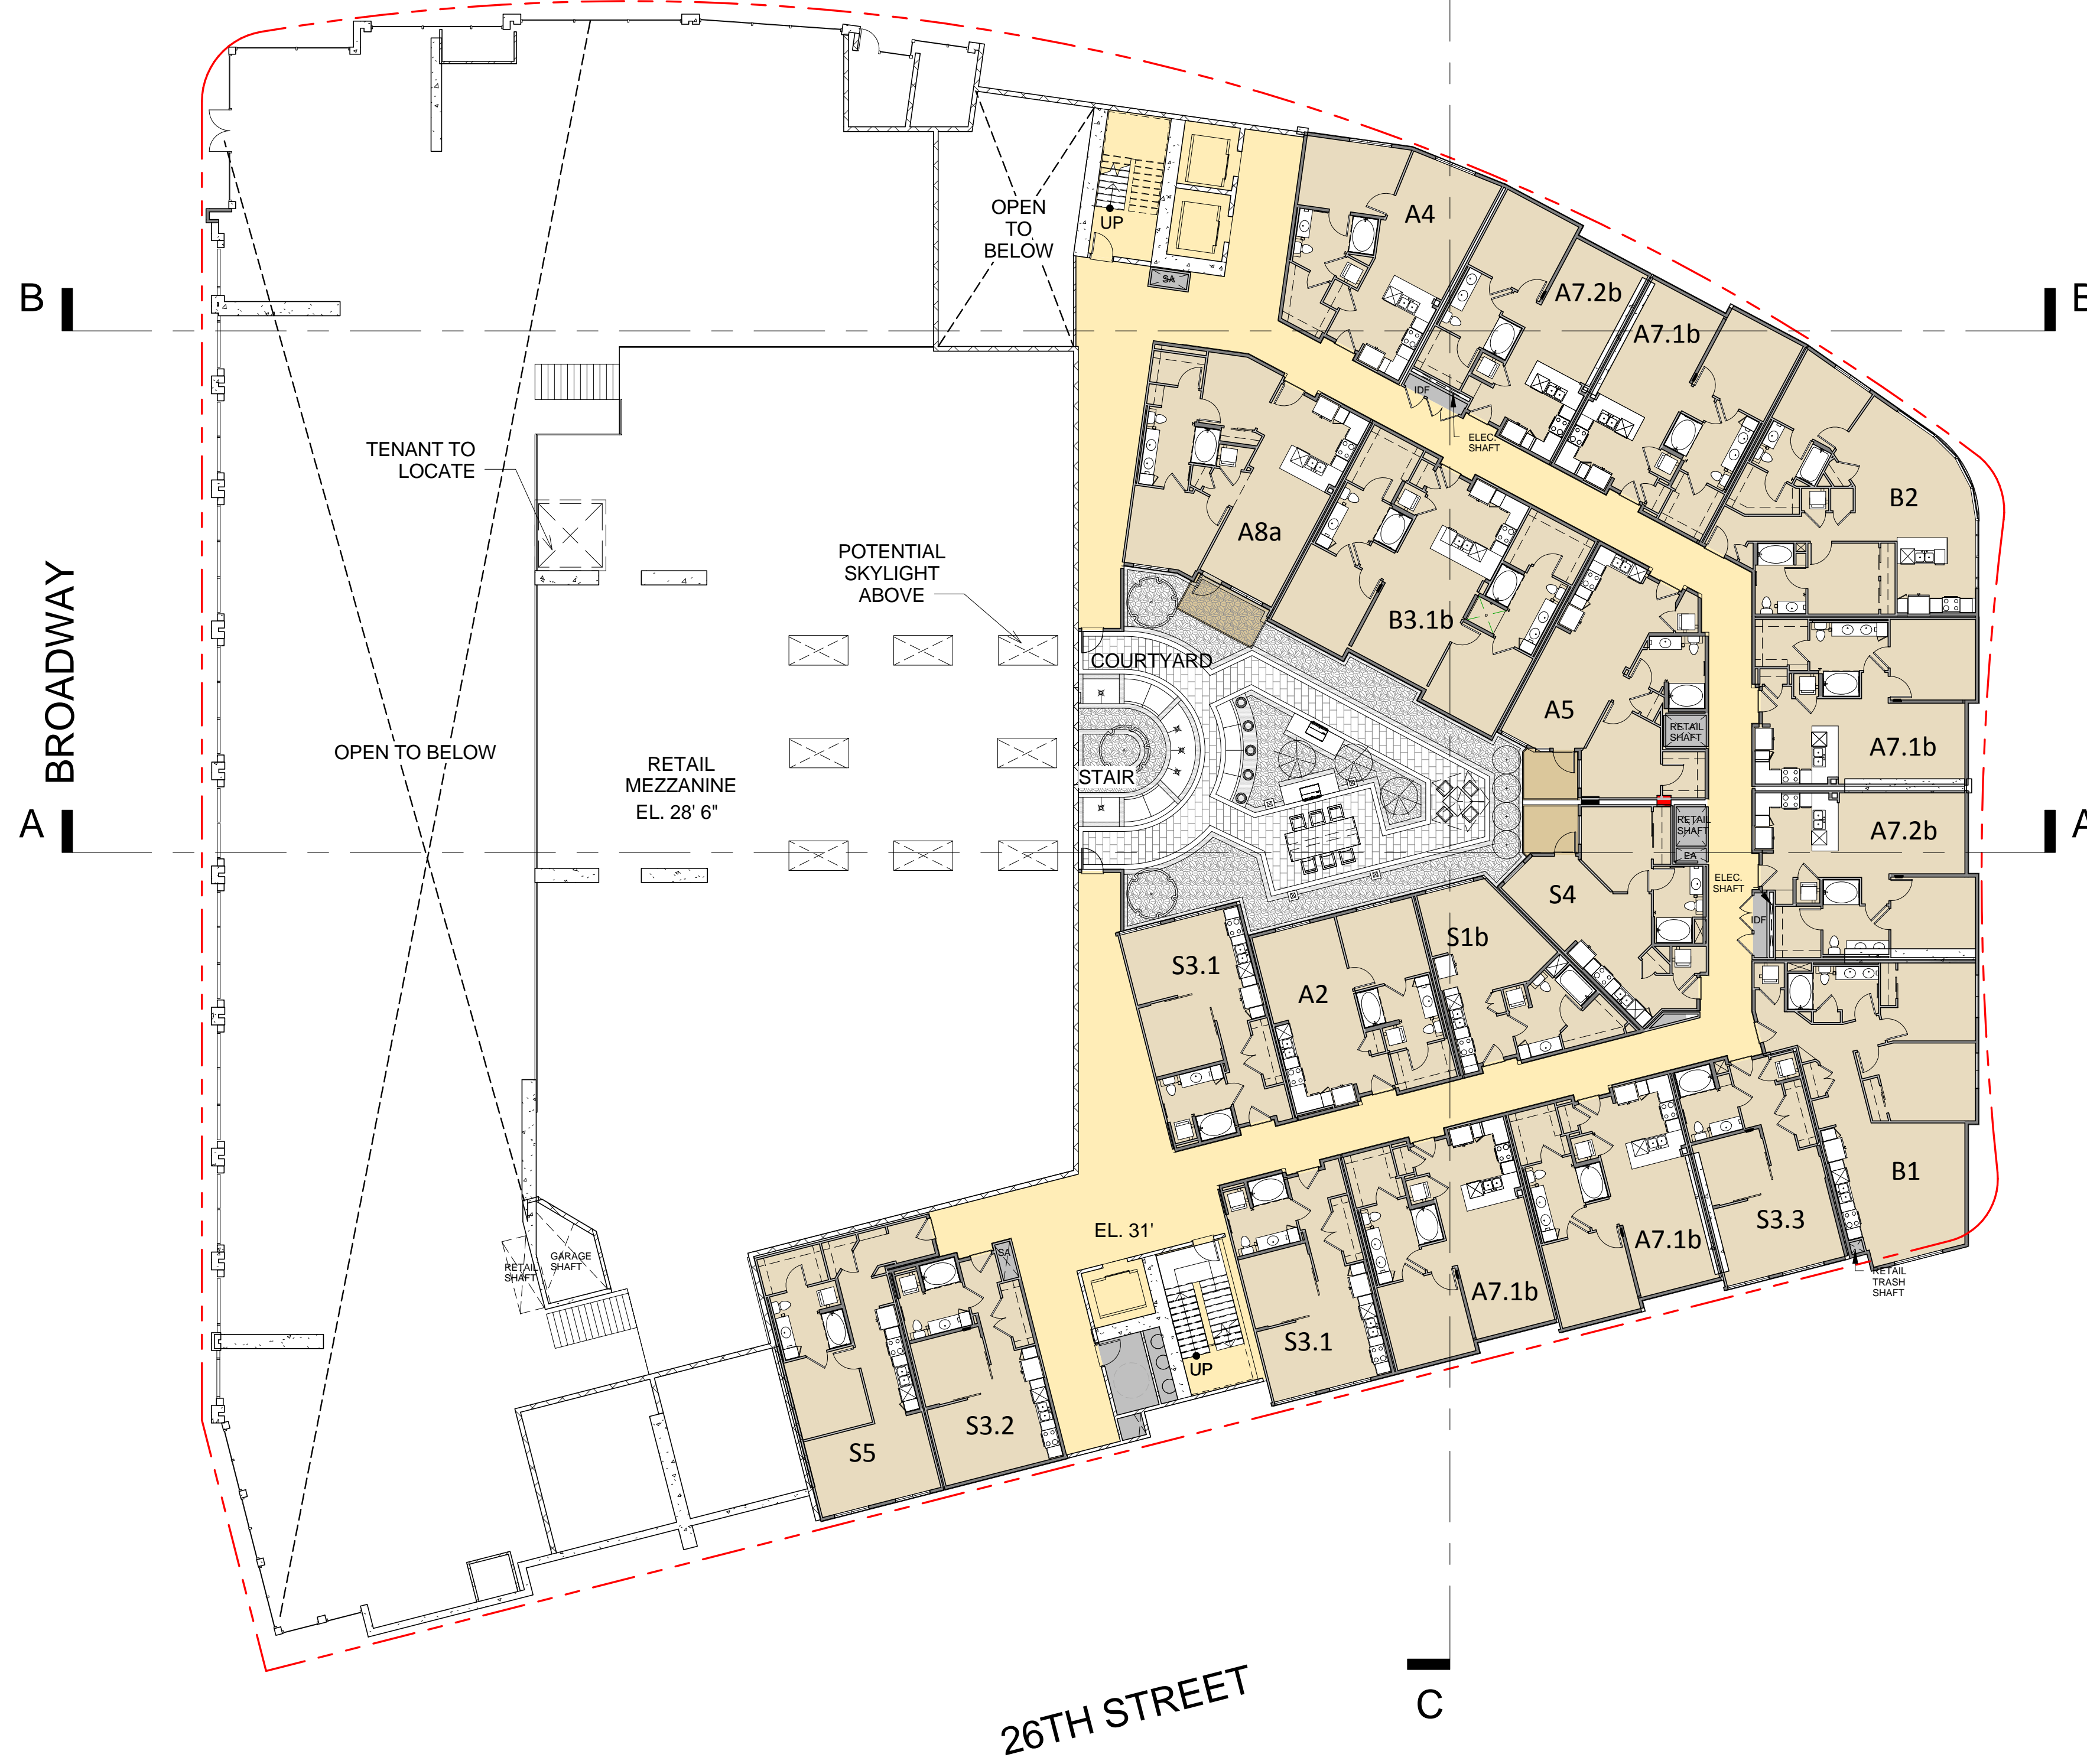 A4
OPEN
TO
BELOW
UP
SA
A7.2b
B
B
A7.1b
IDF
ELEC.
SHAFT
TENANT TO
LOCATE
B2
A8a
POTENTIAL
SKYLIGHT
ABOVE
B3.1b
BROADWAY
COURTYARD
A5
RETAIL
SHAFT
OPEN TO BELOW
RETAIL
MEZZANINE
EL. 28' 6"
STAIR
A7.1b
A
A
RETAIL
SHAFT
EA
A7.2b
ELEC.
SHAFT
S4
IDF
S1b
S3.1
A2
B1
S3.3
EL. 31'
A7.1b
SA
GARAGE
SHAFT
RETAIL
SHAFT
RETAIL
TRASH
SHAFT
A7.1b
S3.1
UP
S3.2
S5
26TH STREET
C